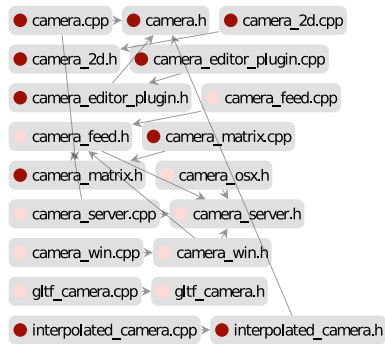 camera.cpp camera.h camera_2d.cpp
camera_2d.h camera_editor_plugin.cpp
camera_editor_plugin.h camera_feed.cpp
camera_feed.h camera_matrix.cpp
camera_matrix.h camera_osx.h
camera_server.cpp camera_server.h
camera_win.cpp camera_win.h
gltf_camera.cpp gltf_camera.h
interpolated_camera.cpp interpolated_camera.h